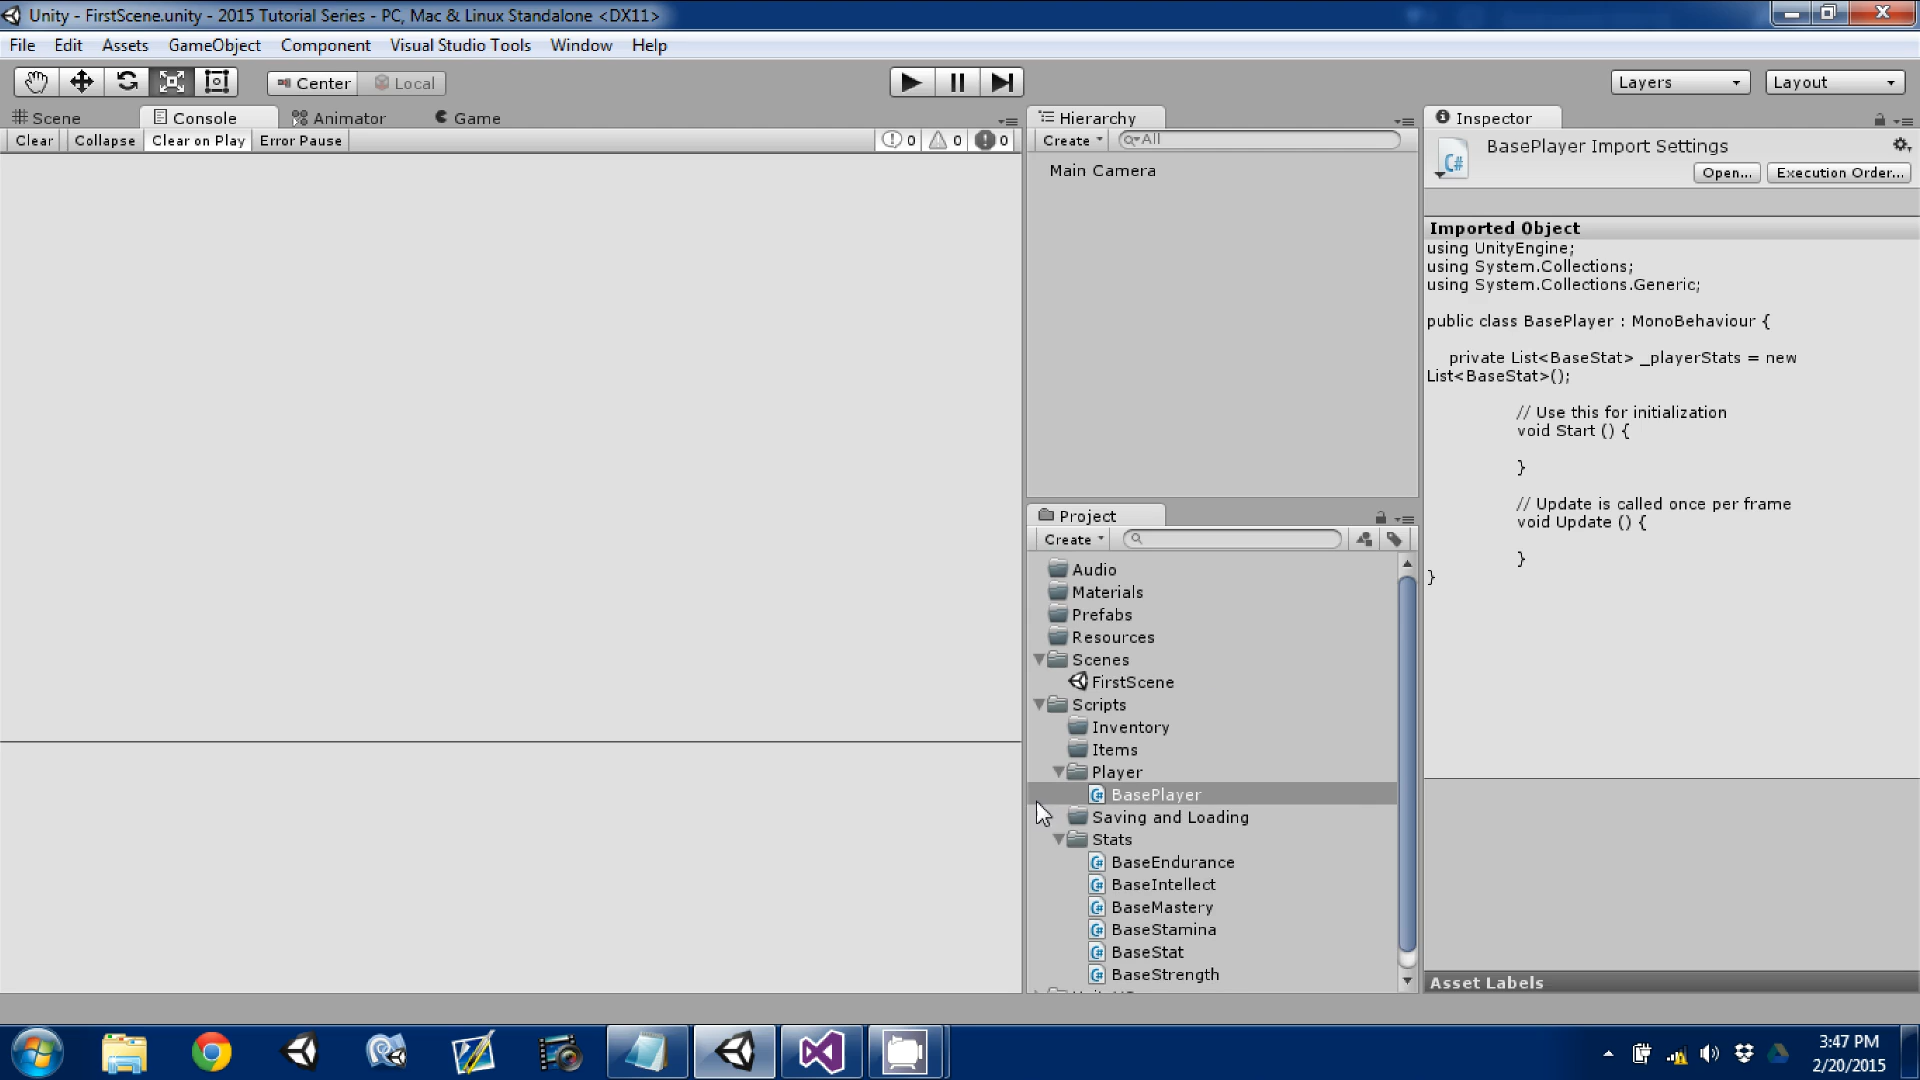 Unity - FirstScene.unity - 2015 Tutorial Series - PC, Mac & Linux Standalone <DX11>
File Edit Assets GameObject Component Visual Studio Tools Window Help
Center Local Layers Layout
Scene Console Animator Game
Clear Collapse Clear on Play Error Pause 0 0 0
Hierarchy
Create All
Main Camera
Project
Create
Audio
Materials
Prefabs
Resources
Scenes
FirstScene
Scripts
Inventory
Items
Player
BasePlayer
Saving and Loading
Stats
BaseEndurance
BaseIntellect
BaseMastery
BaseStamina
BaseStat
BaseStrength
Inspector
BasePlayer Import Settings
C#
Open... Execution Order...
Imported Object
using UnityEngine;
using System.Collections;
using System.Collections.Generic;
public class BasePlayer : MonoBehaviour {
private List<BaseStat> _playerStats = new
List<BaseStat>();
// Use this for initialization
void Start () {
}
// Update is called once per frame
void Update () {
}
}
Asset Labels
3:47 PM
2/20/2015